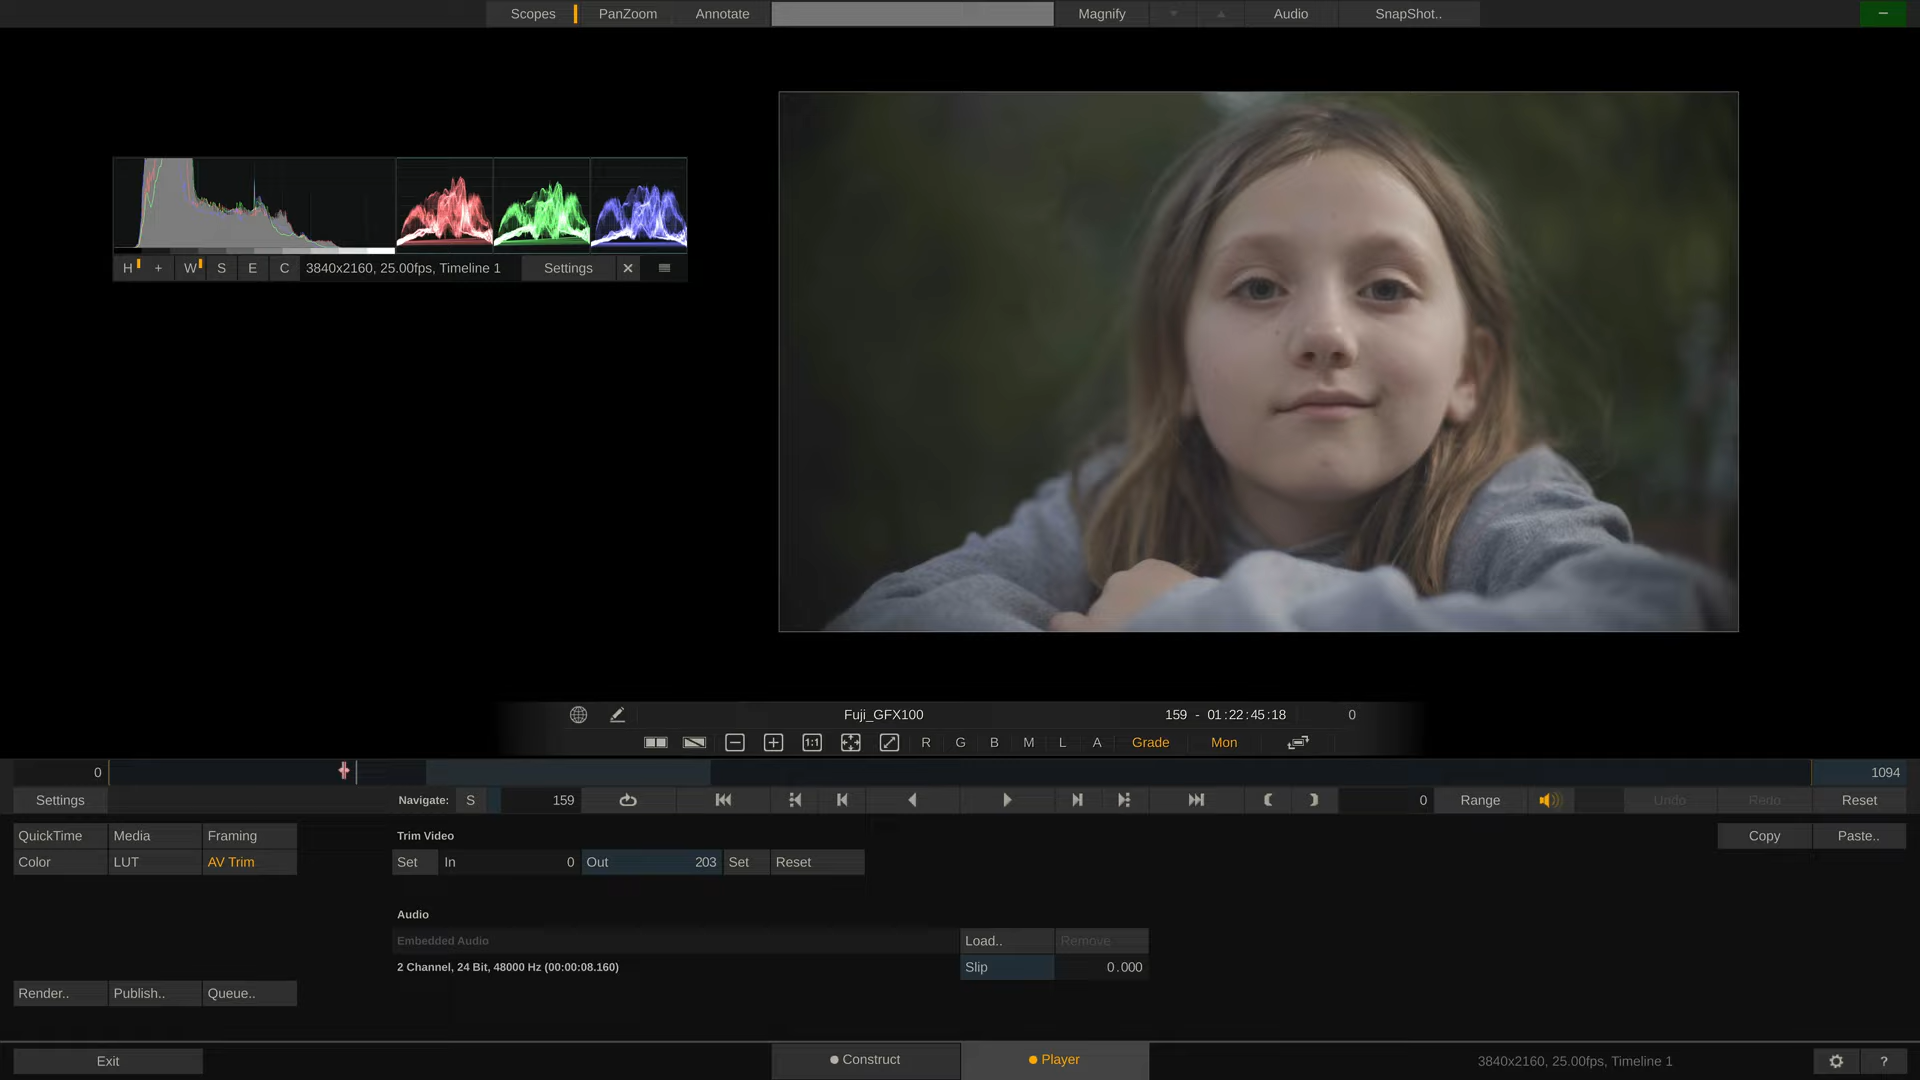 Scopes PanZoom Annotate Magnify Audio SnapShot..
H + W S E C 3840x2160, 25.00fps, Timeline 1 Settings
Fuji_GFX100 159 - 01:22:45:18 0
1:1 R G B M L A Grade Mon
0 1094
Settings Navigate: S 159 0 Range Undo Redo Reset
QuickTime Media Framing Trim Video Copy Paste..
Color LUT AV Trim Set In 0 Out 203 Set Reset
Audio
Embedded Audio Load.. Remove
2 Channel, 24 Bit, 48000 Hz (00:00:08.160) Slip 0.000
Render.. Publish.. Queue..
Exit Construct Player 3840x2160, 25.00fps, Timeline 1 ?